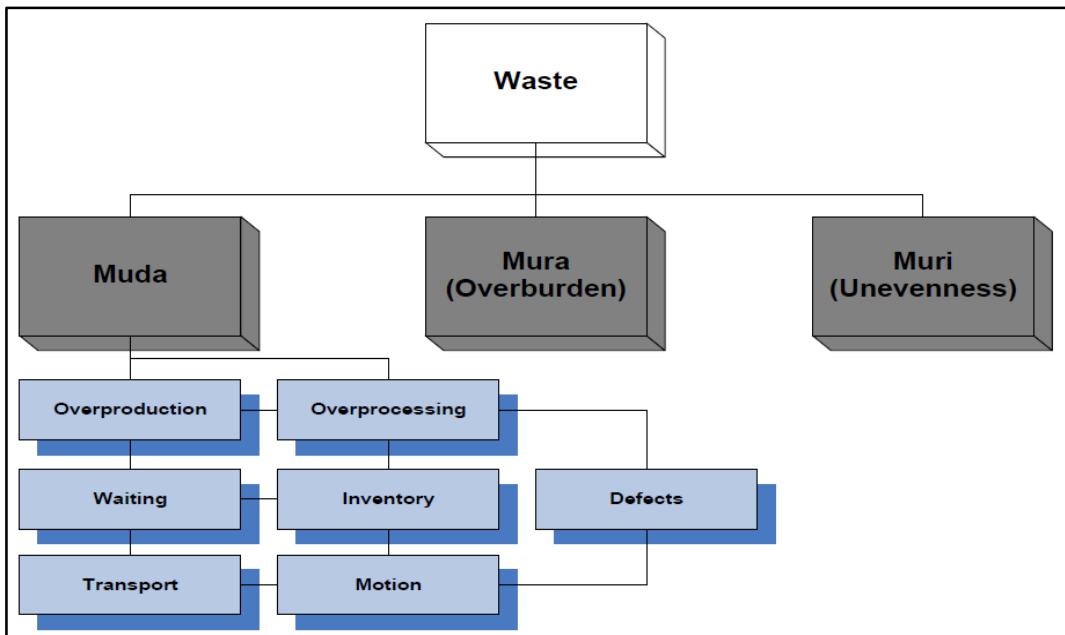 Waste
Muda
Mura
(Overburden)
Muri
(Unevenness)
Overproduction
Overprocessing
Waiting
Inventory
Defects
Transport
Motion